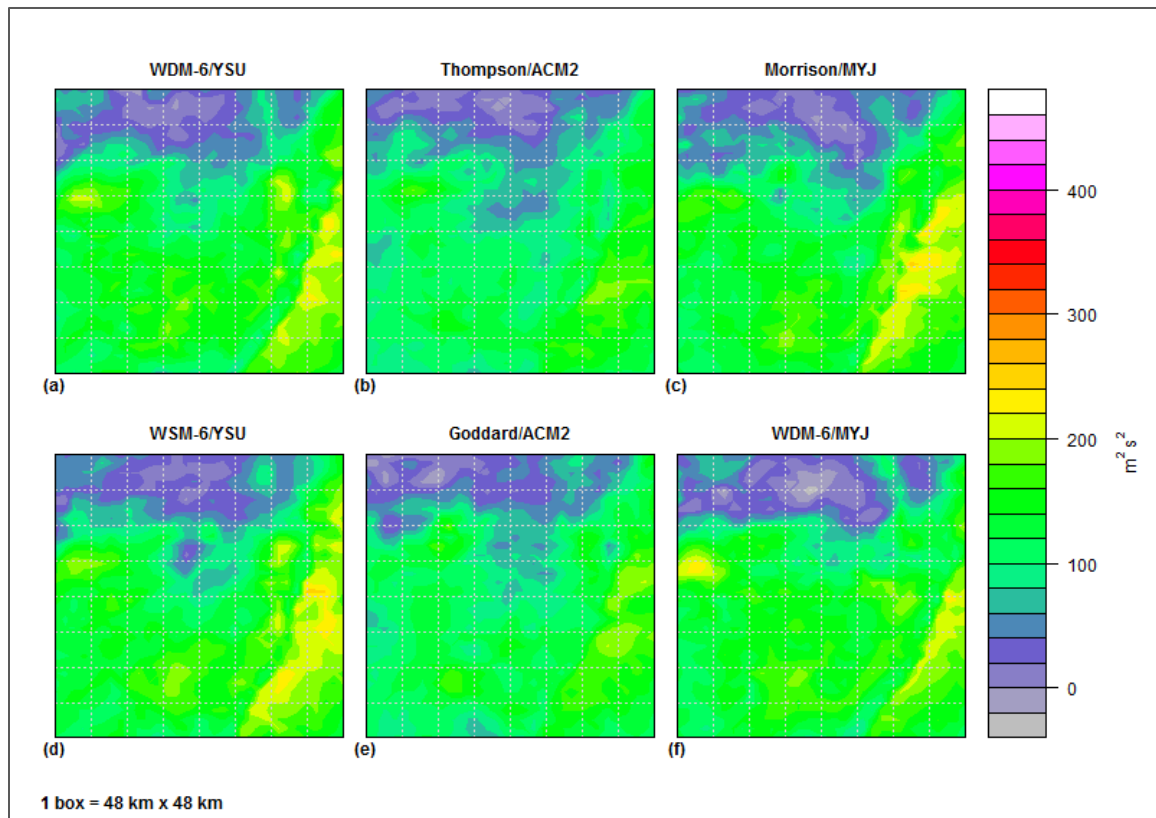 WDM-6/YSU
Thompson/ACM2
Morrison/MYJ
(a)
(b)
(c)
WSM-6/YSU
Goddard/ACM2
WDM-6/MYJ
(d)
(e)
(f)
400
300
200
100
0
m² s²
1 box = 48 km x 48 km